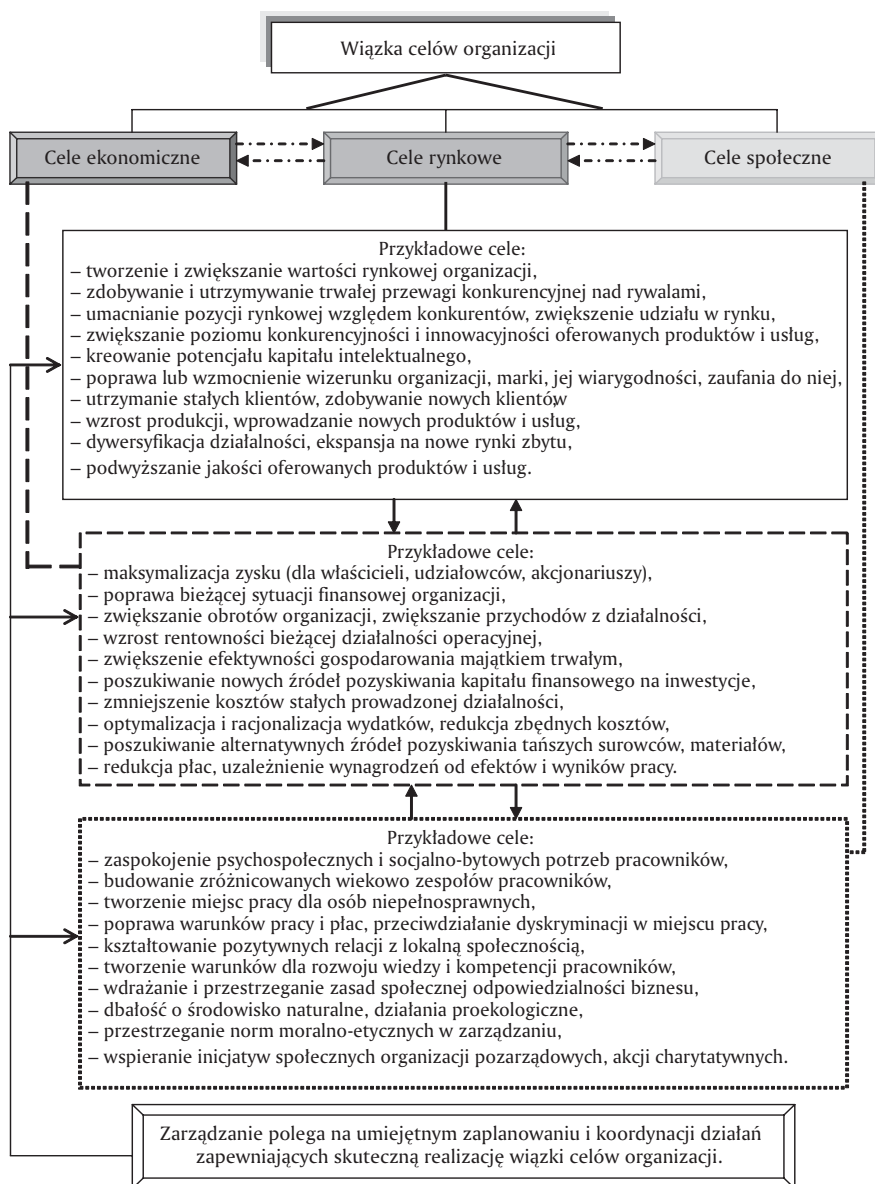 Wiązka celów organizacji
Cele ekonomiczne
Cele rynkowe
Cele społeczne
Przykładowe cele:
– tworzenie i zwiększanie wartości rynkowej organizacji,
– zdobywanie i utrzymywanie trwałej przewagi konkurencyjnej nad rywalami,
– umacnianie pozycji rynkowej względem konkurentów, zwiększenie udziału w rynku,
– zwiększanie poziomu konkurencyjności i innowacyjności oferowanych produktów i usług,
– kreowanie potencjału kapitału intelektualnego,
– poprawa lub wzmocnienie wizerunku organizacji, marki, jej wiarygodności, zaufania do niej,
– utrzymanie stałych klientów, zdobywanie nowych klientów,
– wzrost produkcji, wprowadzanie nowych produktów i usług,
– dywersyfikacja działalności, ekspansja na nowe rynki zbytu,
– podwyższanie jakości oferowanych produktów i usług.
Przykładowe cele:
– maksymalizacja zysku (dla właścicieli, udziałowców, akcjonariuszy),
– poprawa bieżącej sytuacji finansowej organizacji,
– zwiększanie obrotów organizacji, zwiększanie przychodów z działalności,
– wzrost rentowności bieżącej działalności operacyjnej,
– zwiększenie efektywności gospodarowania majątkiem trwałym,
– poszukiwanie nowych źródeł pozyskiwania kapitału finansowego na inwestycje,
– zmniejszenie kosztów stałych prowadzonej działalności,
– optymalizacja i racjonalizacja wydatków, redukcja zbędnych kosztów,
– poszukiwanie alternatywnych źródeł pozyskiwania tańszych surowców, materiałów,
– redukcja płac, uzależnienie wynagrodzeń od efektów i wyników pracy.
Przykładowe cele:
– zaspokojenie psychospołecznych i socjalno-bytowych potrzeb pracowników,
– budowanie zróżnicowanych wiekowo zespołów pracowników,
– tworzenie miejsc pracy dla osób niepełnosprawnych,
– poprawa warunków pracy i płac, przeciwdziałanie dyskryminacji w miejscu pracy,
– kształtowanie pozytywnych relacji z lokalną społecznością,
– tworzenie warunków dla rozwoju wiedzy i kompetencji pracowników,
– wdrażanie i przestrzeganie zasad społecznej odpowiedzialności biznesu,
– dbałość o środowisko naturalne, działania proekologiczne,
– przestrzeganie norm moralno-etycznych w zarządzaniu,
– wspieranie inicjatyw społecznych organizacji pozarządowych, akcji charytatywnych.
Zarządzanie polega na umiejętnym zaplanowaniu i koordynacji działań
zapewniających skuteczną realizację wiązki celów organizacji.